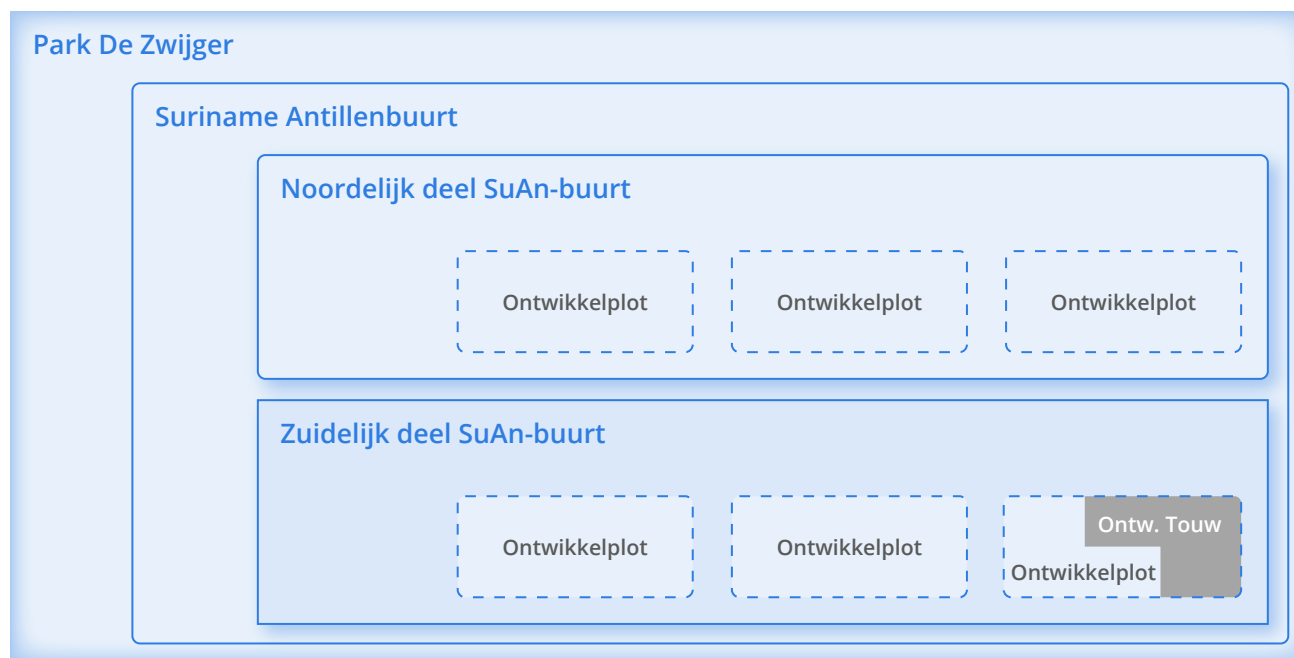 Park De Zwijger
Suriname Antillenbuurt
Noordelijk deel SuAn-buurt
Ontwikkelplot
Ontwikkelplot
Ontwikkelplot
Zuidelijk deel SuAn-buurt
Ontwikkelplot
Ontwikkelplot
Ontw. Touw
Ontwikkelplot